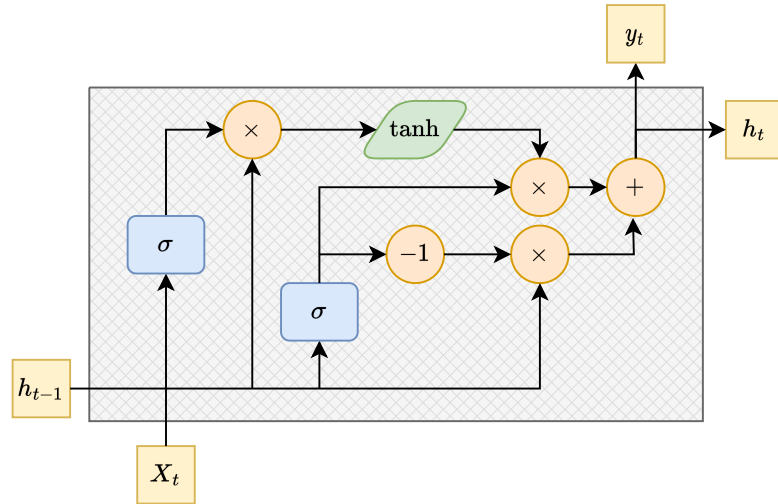 y_t
× tanh h_t
× +
σ −1 ×
σ
h_{t−1}
X_t